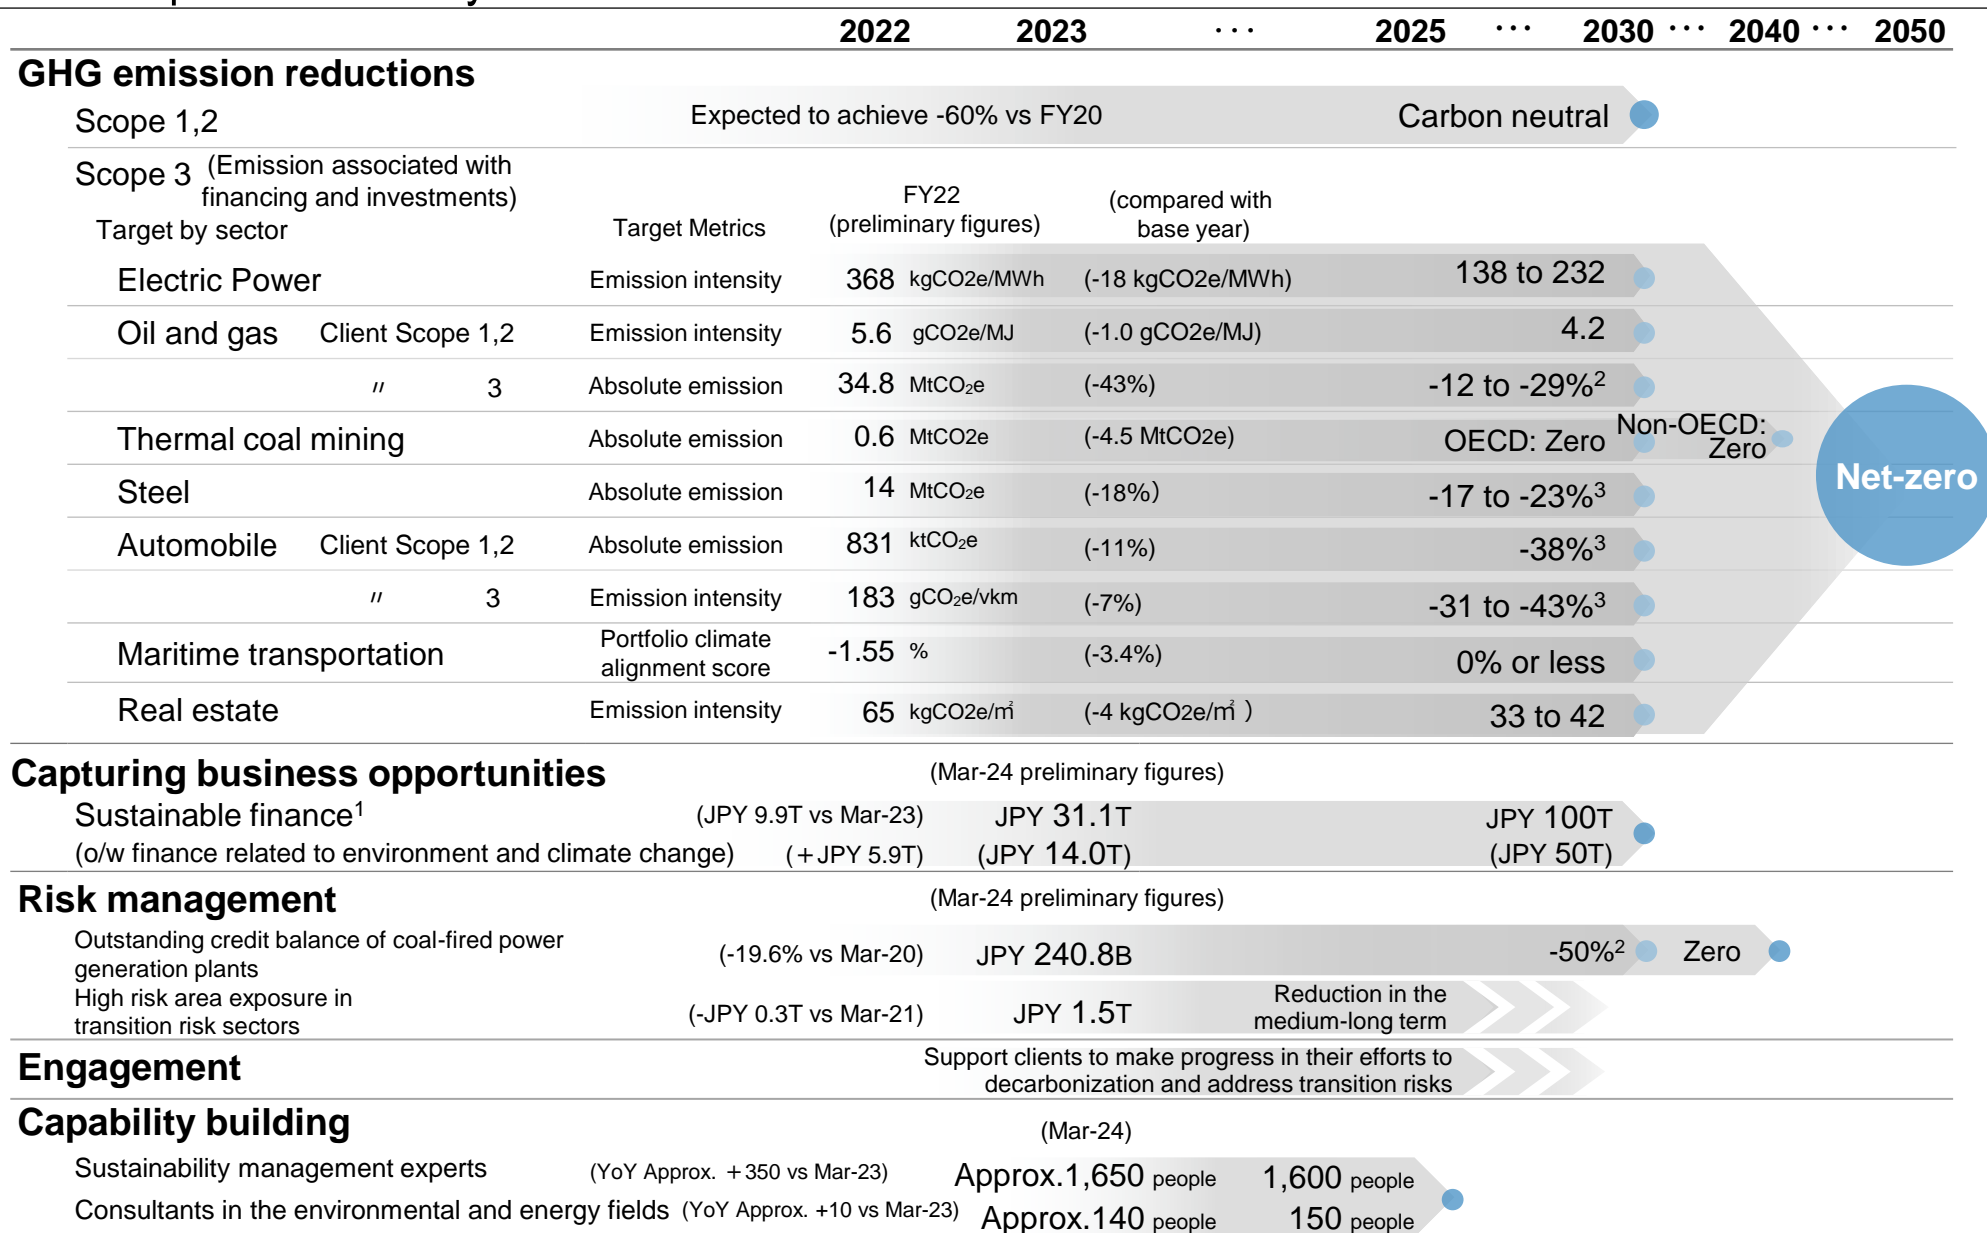 2022 2023 ･･･ 2025 ･･･ 2030 ･･･ 2040 ･･･ 2050
GHG emission reductions
Scope 1,2 Expected to achieve -60% vs FY20 Carbon neutral
Scope 3 (Emission associated with
financing and investments)
FY22
(preliminary figures)
(compared with
base year)
Target by sector Target Metrics
Electric Power Emission intensity 368 kgCO2e/MWh (-18 kgCO2e/MWh) 138 to 232
Oil and gas Client Scope 1,2 Emission intensity 5.6 gCO2e/MJ (-1.0 gCO2e/MJ) 4.2
〃 3 Absolute emission 34.8 MtCO₂e (-43%) -12 to -29%²
Thermal coal mining Absolute emission 0.6 MtCO2e (-4.5 MtCO2e) OECD: Zero Non-OECD:
Zero
Net-zero
Steel Absolute emission 14 MtCO₂e (-18%) -17 to -23%³
Automobile Client Scope 1,2 Absolute emission 831 ktCO₂e (-11%) -38%³
〃 3 Emission intensity 183 gCO₂e/vkm (-7%) -31 to -43%³
Maritime transportation Portfolio climate
alignment score -1.55 % (-3.4%) 0% or less
Real estate Emission intensity 65 kgCO2e/㎡ (-4 kgCO2e/㎡ ) 33 to 42
Capturing business opportunities (Mar-24 preliminary figures)
Sustainable finance¹ (JPY 9.9T vs Mar-23) JPY 31.1T JPY 100T
(o/w finance related to environment and climate change) (+JPY 5.9T) (JPY 14.0T) (JPY 50T)
Risk management (Mar-24 preliminary figures)
Outstanding credit balance of coal-fired power
generation plants (-19.6% vs Mar-20) JPY 240.8B -50%² Zero
High risk area exposure in
transition risk sectors (-JPY 0.3T vs Mar-21) JPY 1.5T Reduction in the
medium-long term
Engagement Support clients to make progress in their efforts to
decarbonization and address transition risks
Capability building (Mar-24)
Sustainability management experts (YoY Approx. +350 vs Mar-23) Approx.1,650 people 1,600 people
Consultants in the environmental and energy fields (YoY Approx. +10 vs Mar-23) Approx.140 people 150 people